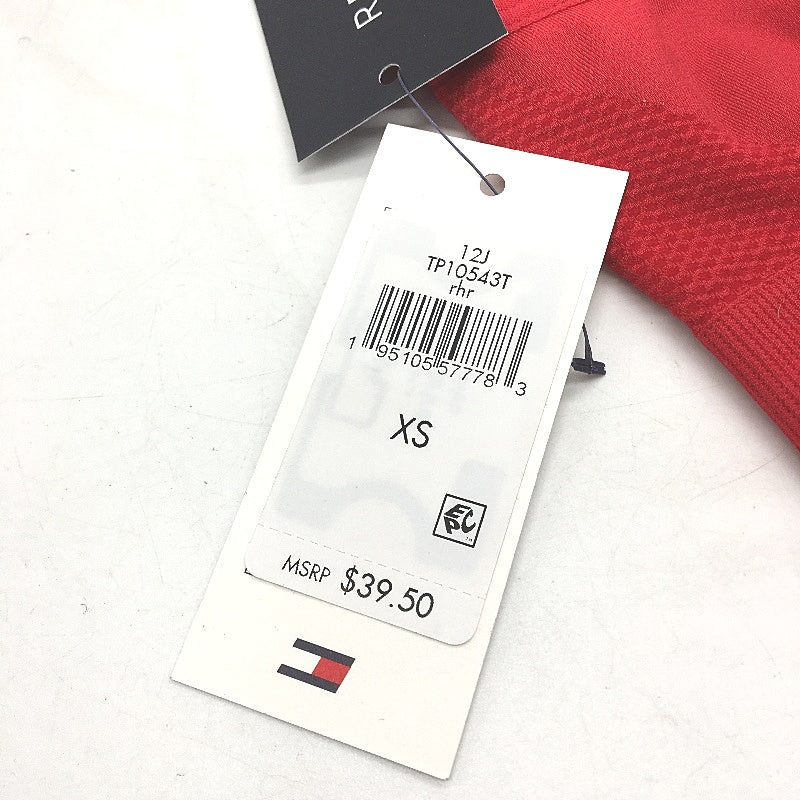 R
12J
TP10543T
rhr
1 95105 57778 3
XS
EPC
MSRP $39.50